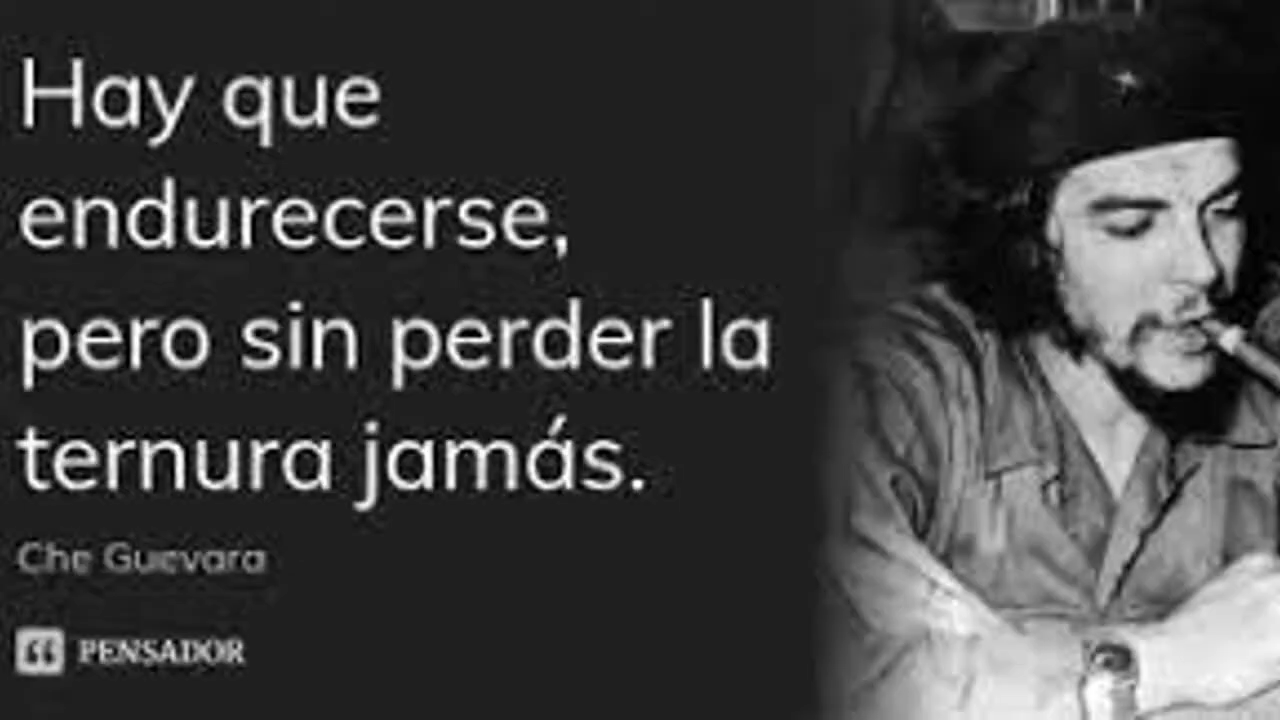 Hay que
endurecerse,
pero sin perder la
ternura jamás.
Che Guevara
PENSADOR